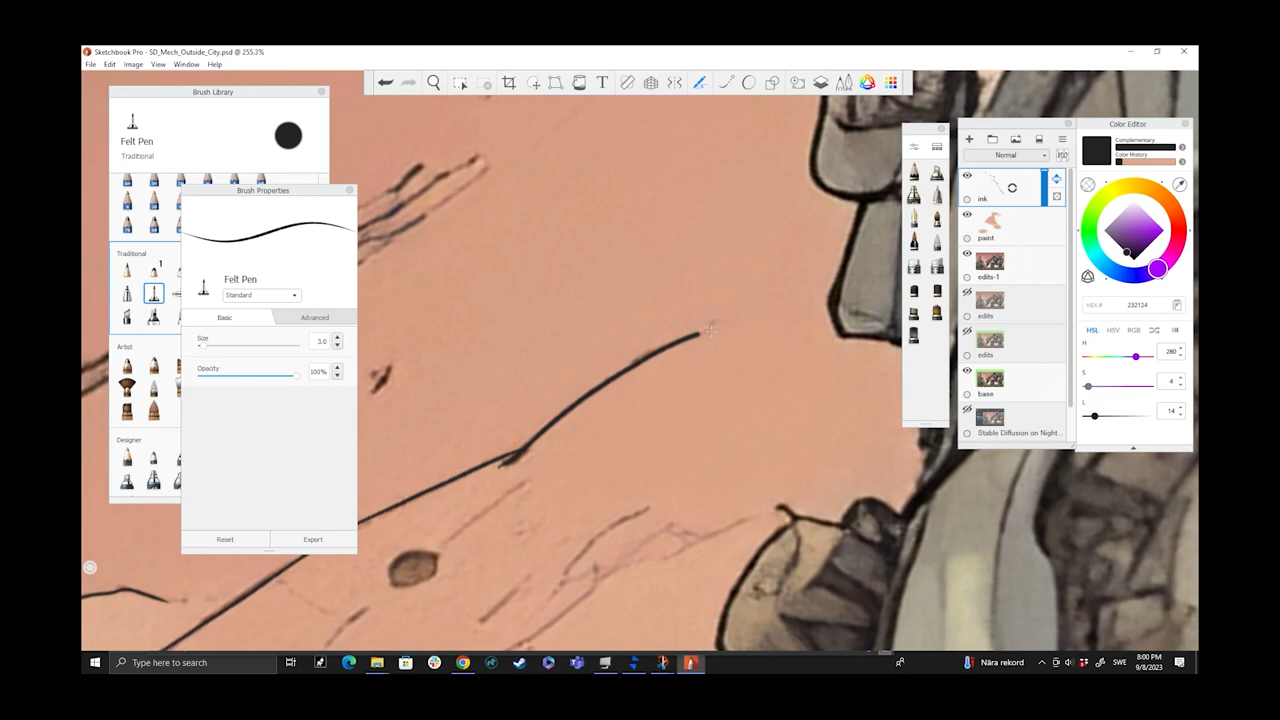 Sketchbook Pro - SD_Mech_Outside_City.psd @ 255.3%
File Edit Image View Window Help
Brush Library
Felt Pen
Traditional
Traditional
1
Artist
Designer
Brush Properties
Felt Pen
Standard
Basic Advanced
Size
3.0
Opacity
100%
Reset Export
Normal
ink
paint
edits-1
edits
edits
base
Stable Diffusion on Night...
Color Editor
Complementary
Color History
HEX # 232124
HSL HSV RGB
H 280
S 4
L 14
Type here to search
Nära rekord
SWE
8:00 PM
9/8/2023